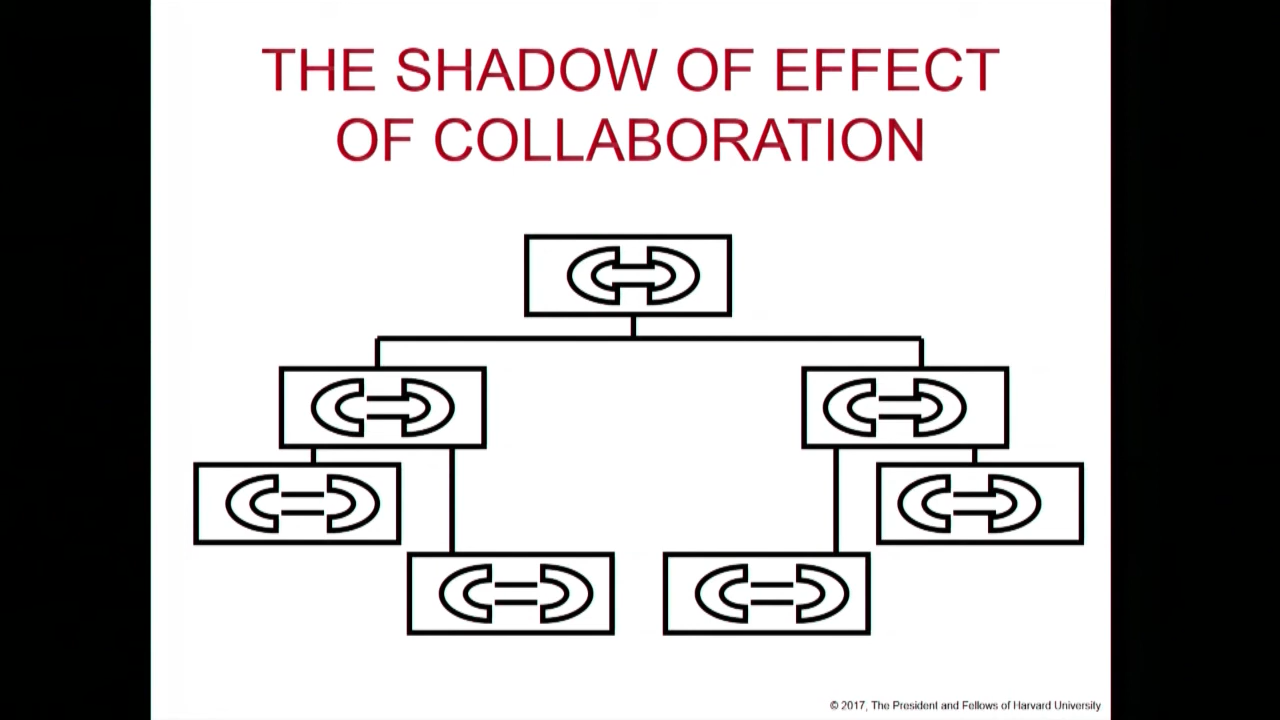 THE SHADOW OF EFFECT
OF COLLABORATION
© 2017, The President and Fellows of Harvard University